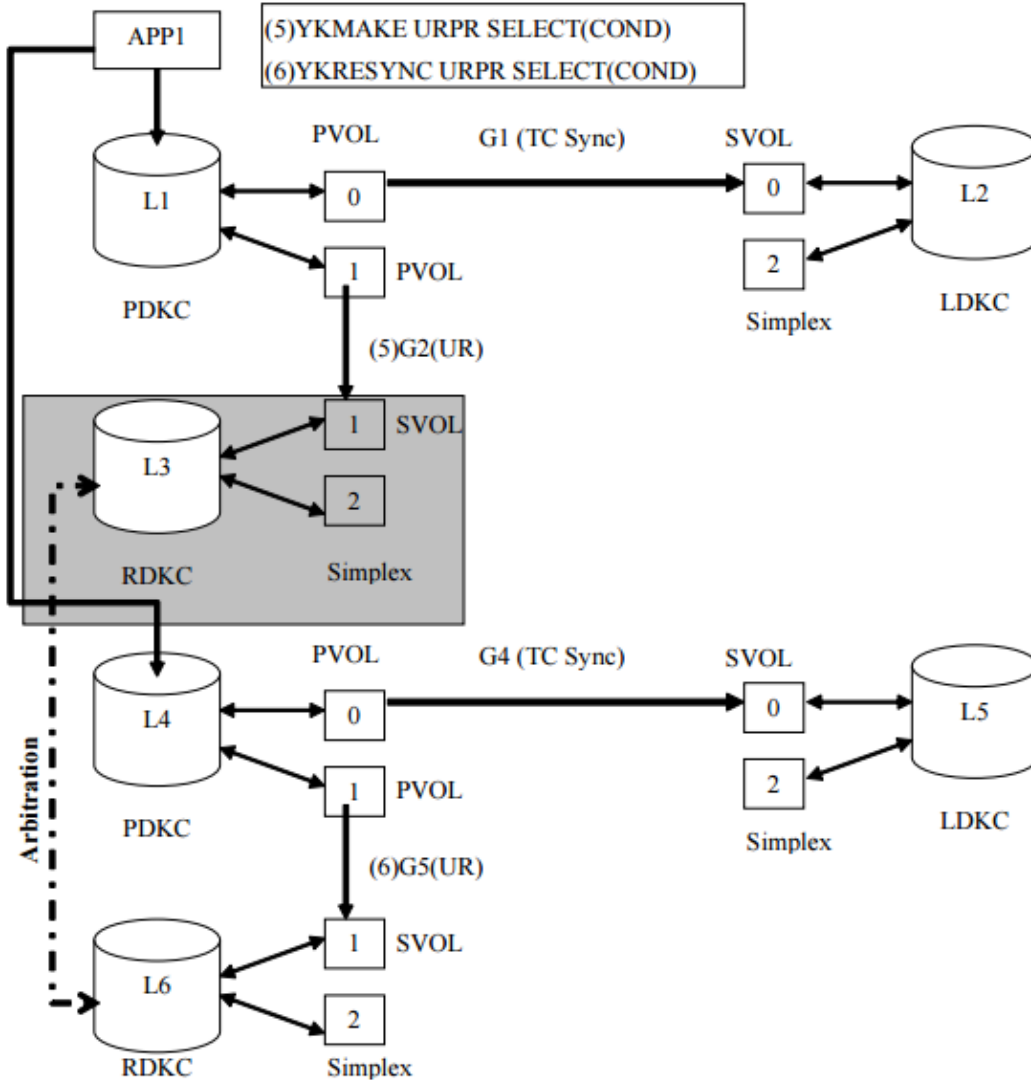 APP1
(5)YKMAKE URPR SELECT(COND)
(6)YKRESYNC URPR SELECT(COND)
PVOL
G1 (TC Sync)
SVOL
L1
0
0
L2
1
PVOL
2
PDKC
Simplex
LDKC
(5)G2(UR)
L3
1
SVOL
2
RDKC
Simplex
PVOL
G4 (TC Sync)
SVOL
L4
0
0
L5
1
PVOL
2
PDKC
Simplex
LDKC
Arbitration
(6)G5(UR)
L6
1
SVOL
2
RDKC
Simplex